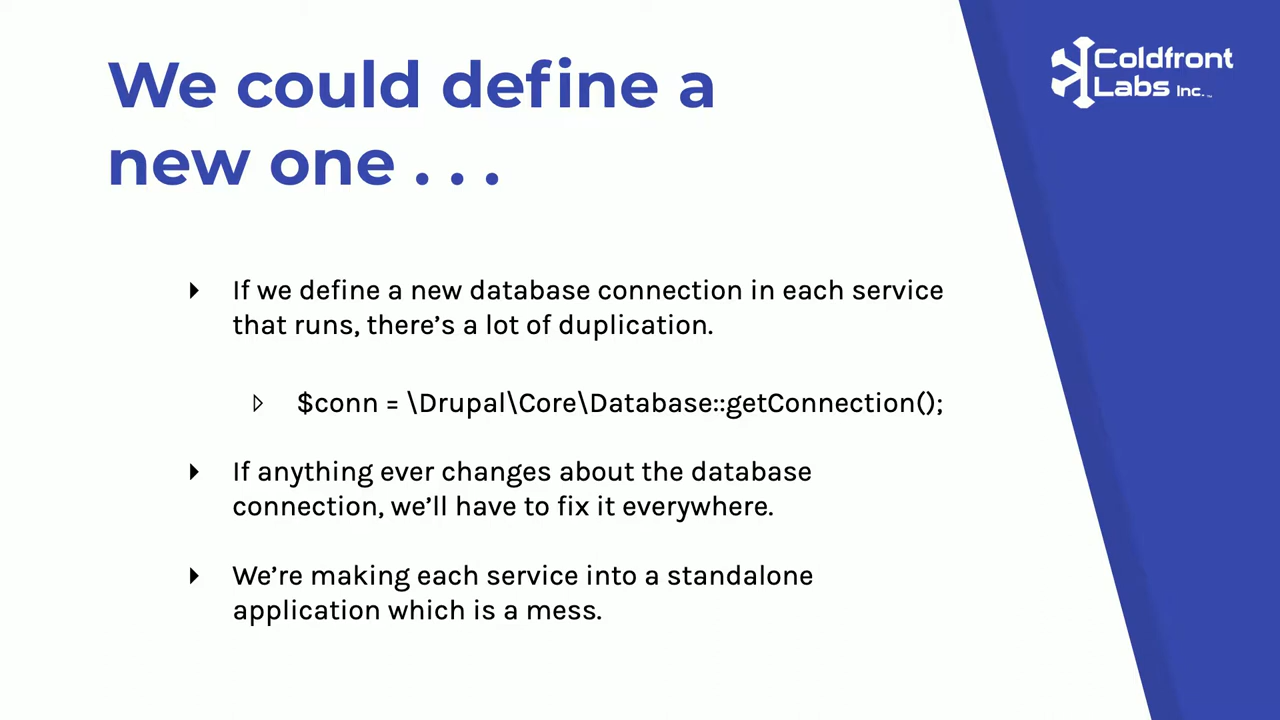 We could define a
new one . . .
Coldfront
Labs Inc.™
If we define a new database connection in each service
that runs, there’s a lot of duplication.
$conn = \Drupal\Core\Database::getConnection();
If anything ever changes about the database
connection, we’ll have to fix it everywhere.
We’re making each service into a standalone
application which is a mess.